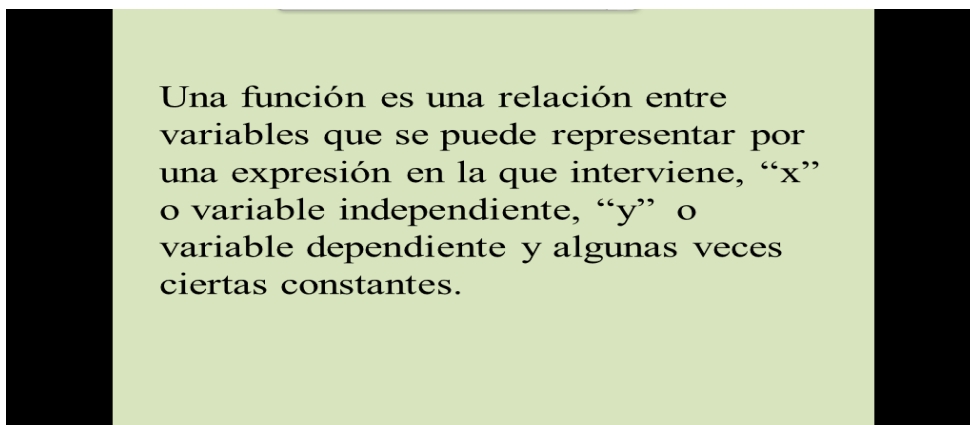 Una función es una relación entre
variables que se puede representar por
una expresión en la que interviene, “x”
o variable independiente, “y” o
variable dependiente y algunas veces
ciertas constantes.